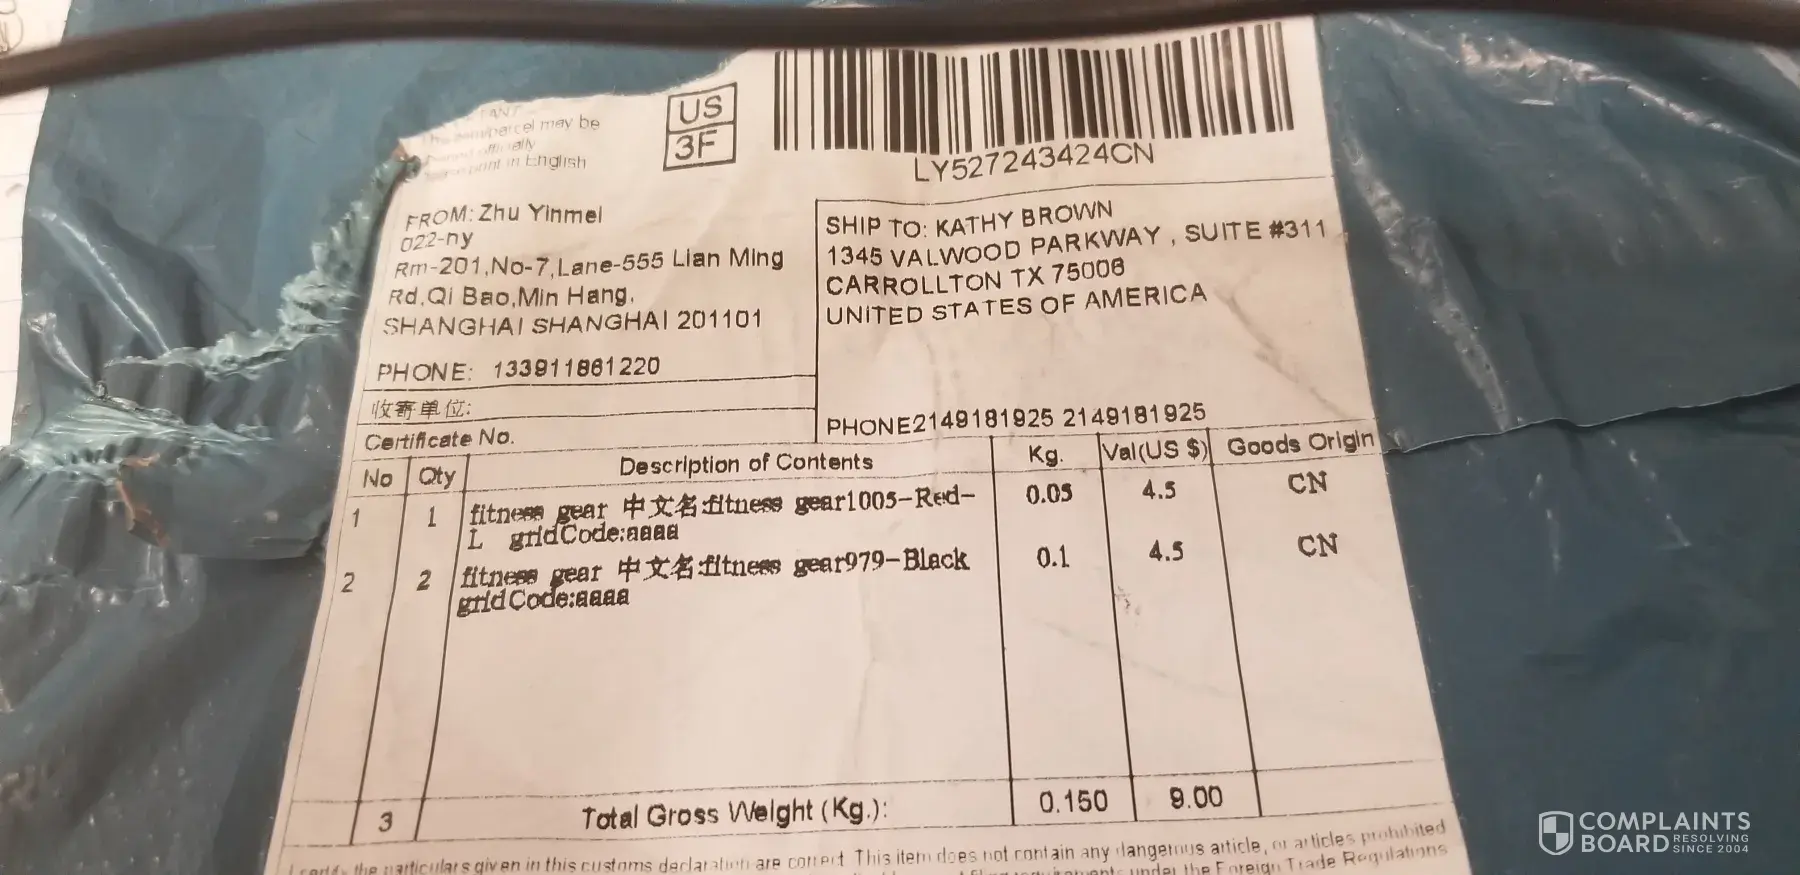 may be
in English
US
3F
LY527243424CN
FROM: Zhu Yinmei
022-ny
Rm-201,No-7,Lane-555 Lian Ming
Rd,Qi Bao,Min Hang,
SHANGHAI SHANGHAI 201101
PHONE: 133911861220
收寄单位:
Certificate No.
SHIP TO: KATHY BROWN
1345 VALWOOD PARKWAY , SUITE #311
CARROLLTON TX 75006
UNITED STATES OF AMERICA
PHONE2149181925 2149181925
No Qty Description of Contents Kg. Val(US $) Goods Origin
1 1 fitness gear 中文名:fitness gear1005-Red- 0.05 4.5 CN
L gridCode:aaaa
2 2 fitness gear 中文名:fitness gear979-Black 0.1 4.5 CN
gridCode:aaaa
3 Total Gross Weight (Kg.): 0.150 9.00
I certify the particulars given in this customs declaration are correct This item does not contain any dangerous article, or articles prohibited
under the Foreign Trade Regulations
COMPLAINTS
BOARD RESOLVING
SINCE 2004